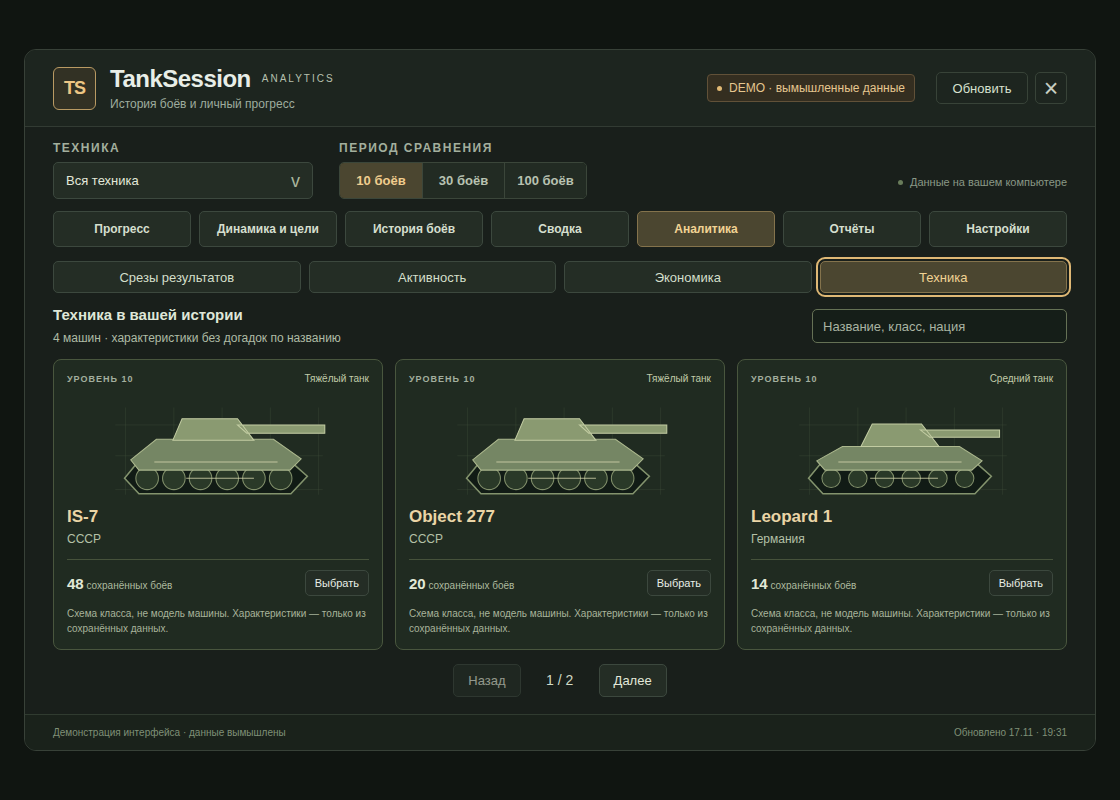 TS
TankSession ANALYTICS
История боёв и личный прогресс
DEMO · вымышленные данные
Обновить
×
ТЕХНИКА
ПЕРИОД СРАВНЕНИЯ
Вся техника
10 боёв
30 боёв
100 боёв
Данные на вашем компьютере
Прогресс
Динамика и цели
История боёв
Сводка
Аналитика
Отчёты
Настройки
Срезы результатов
Активность
Экономика
Техника
Техника в вашей истории
4 машин · характеристики без догадок по названию
Название, класс, нация
УРОВЕНЬ 10
Тяжёлый танк
IS-7
СССР
48 сохранённых боёв
Выбрать
Схема класса, не модель машины. Характеристики — только из
сохранённых данных.
УРОВЕНЬ 10
Тяжёлый танк
Object 277
СССР
20 сохранённых боёв
Выбрать
Схема класса, не модель машины. Характеристики — только из
сохранённых данных.
УРОВЕНЬ 10
Средний танк
Leopard 1
Германия
14 сохранённых боёв
Выбрать
Схема класса, не модель машины. Характеристики — только из
сохранённых данных.
Назад
1 / 2
Далее
Демонстрация интерфейса · данные вымышлены
Обновлено 17.11 · 19:31